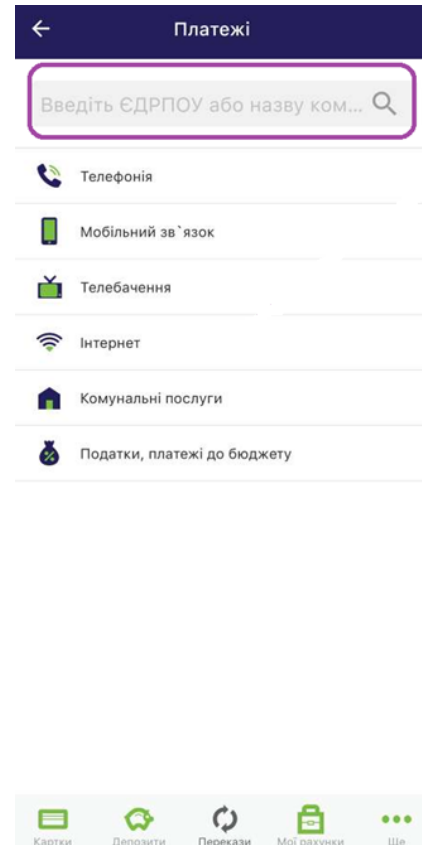 Платежі
Введіть ЄДРПОУ або назву ком...
Телефонія
Мобільний зв`язок
Телебачення
Інтернет
Комунальні послуги
Податки, платежі до бюджету
Картки Депозити Перекази Мої рахунки Ще